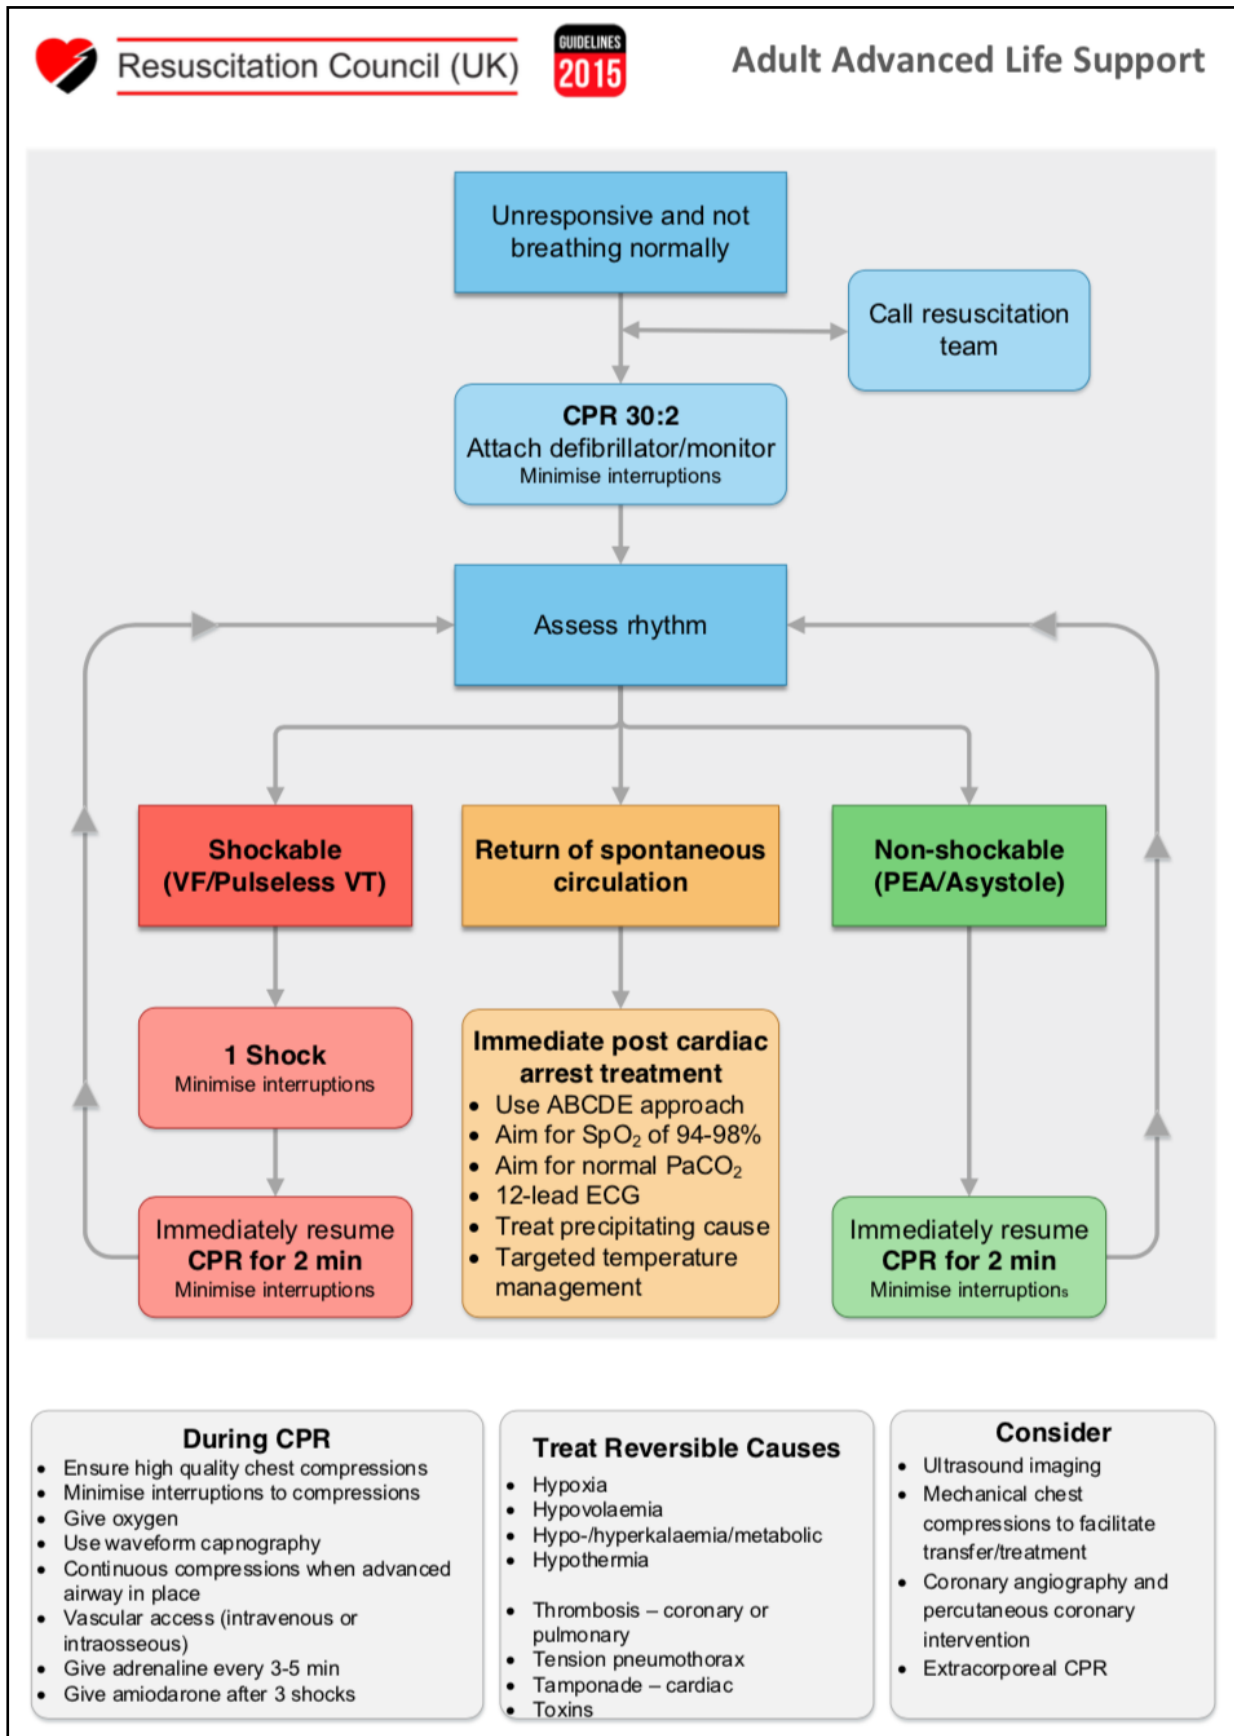 Resuscitation Council (UK)
GUIDELINES
2015
Adult Advanced Life Support
Unresponsive and not
breathing normally
Call resuscitation
team
CPR 30:2
Attach defibrillator/monitor
Minimise interruptions
Assess rhythm
Shockable
(VF/Pulseless VT)
Return of spontaneous
circulation
Non-shockable
(PEA/Asystole)
1 Shock
Minimise interruptions
Immediate post cardiac
arrest treatment
• Use ABCDE approach
• Aim for SpO₂ of 94-98%
• Aim for normal PaCO₂
• 12-lead ECG
• Treat precipitating cause
• Targeted temperature
management
Immediately resume
CPR for 2 min
Minimise interruptions
Immediately resume
CPR for 2 min
Minimise interruptions
During CPR
• Ensure high quality chest compressions
• Minimise interruptions to compressions
• Give oxygen
• Use waveform capnography
• Continuous compressions when advanced
airway in place
• Vascular access (intravenous or
intraosseous)
• Give adrenaline every 3-5 min
• Give amiodarone after 3 shocks
Treat Reversible Causes
• Hypoxia
• Hypovolaemia
• Hypo-/hyperkalaemia/metabolic
• Hypothermia
• Thrombosis – coronary or
pulmonary
• Tension pneumothorax
• Tamponade – cardiac
• Toxins
Consider
• Ultrasound imaging
• Mechanical chest
compressions to facilitate
transfer/treatment
• Coronary angiography and
percutaneous coronary
intervention
• Extracorporeal CPR